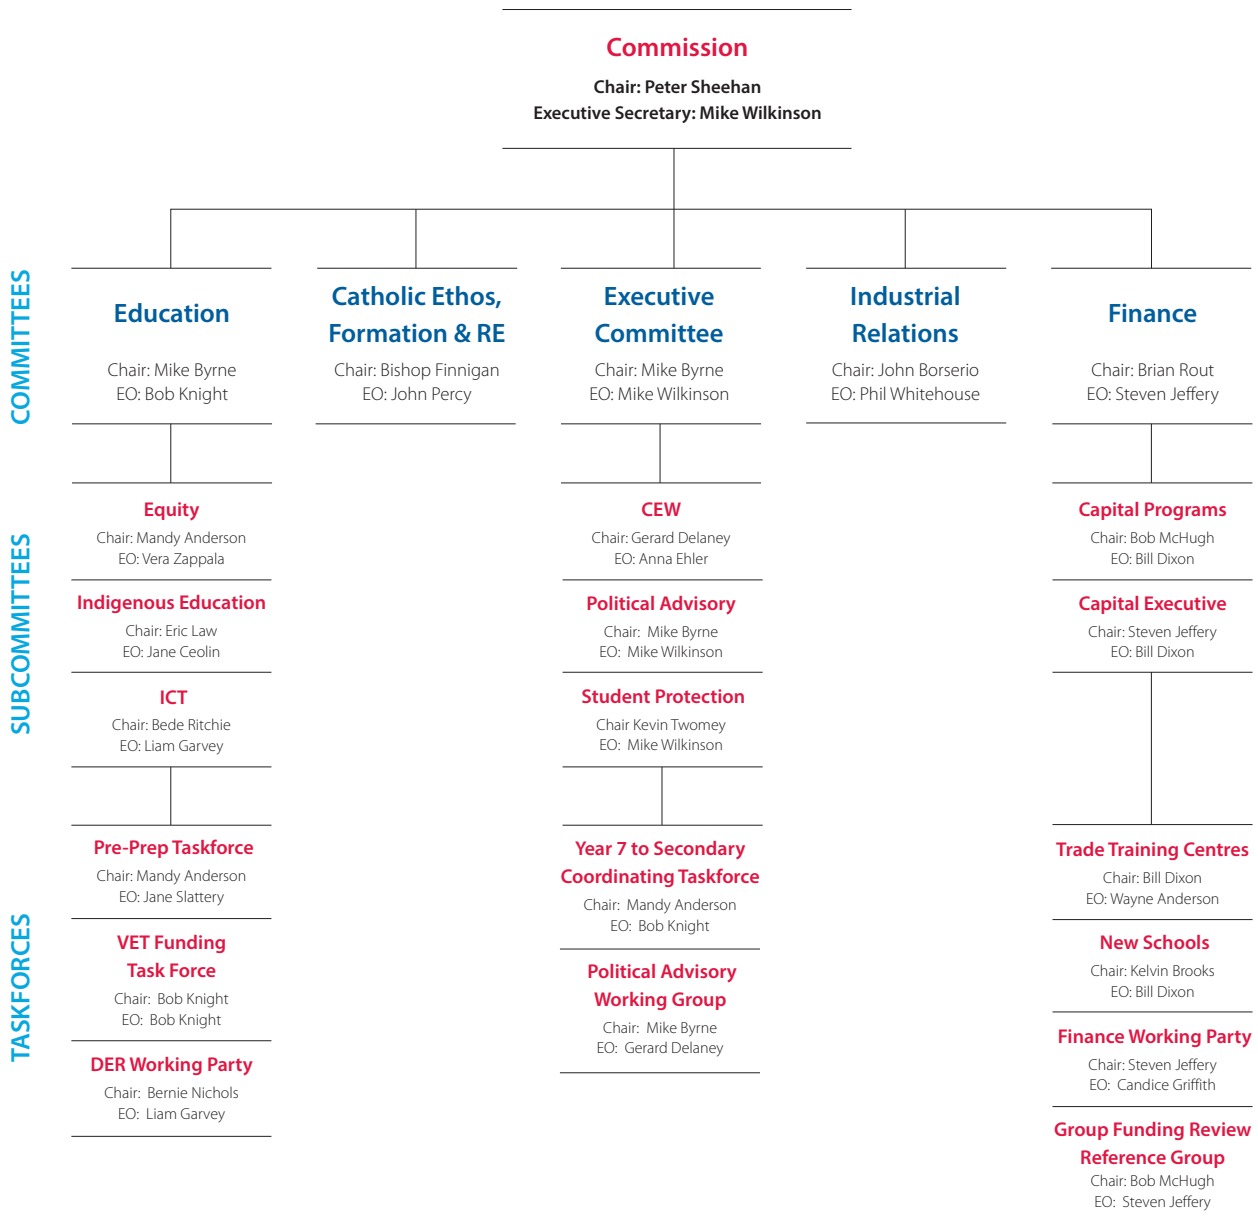 Commission
Chair: Peter Sheehan
Executive Secretary: Mike Wilkinson
COMMITTEES
Education
Chair: Mike Byrne
EO: Bob Knight
Catholic Ethos,
Formation & RE
Chair: Bishop Finnigan
EO: John Percy
Executive
Committee
Chair: Mike Byrne
EO: Mike Wilkinson
Industrial
Relations
Chair: John Borserio
EO: Phil Whitehouse
Finance
Chair: Brian Rout
EO: Steven Jeffery
SUBCOMMITTEES
Equity
Chair: Mandy Anderson
EO: Vera Zappala
Indigenous Education
Chair: Eric Law
EO: Jane Ceolin
ICT
Chair: Bede Ritchie
EO: Liam Garvey
CEW
Chair: Gerard Delaney
EO: Anna Ehler
Political Advisory
Chair: Mike Byrne
EO: Mike Wilkinson
Student Protection
Chair Kevin Twomey
EO: Mike Wilkinson
Capital Programs
Chair: Bob McHugh
EO: Bill Dixon
Capital Executive
Chair: Steven Jeffery
EO: Bill Dixon
TASKFORCES
Pre-Prep Taskforce
Chair: Mandy Anderson
EO: Jane Slattery
VET Funding
Task Force
Chair: Bob Knight
EO: Bob Knight
DER Working Party
Chair: Bernie Nichols
EO: Liam Garvey
Year 7 to Secondary
Coordinating Taskforce
Chair: Mandy Anderson
EO: Bob Knight
Political Advisory
Working Group
Chair: Mike Byrne
EO: Gerard Delaney
Trade Training Centres
Chair: Bill Dixon
EO: Wayne Anderson
New Schools
Chair: Kelvin Brooks
EO: Bill Dixon
Finance Working Party
Chair: Steven Jeffery
EO: Candice Griffith
Group Funding Review
Reference Group
Chair: Bob McHugh
EO: Steven Jeffery